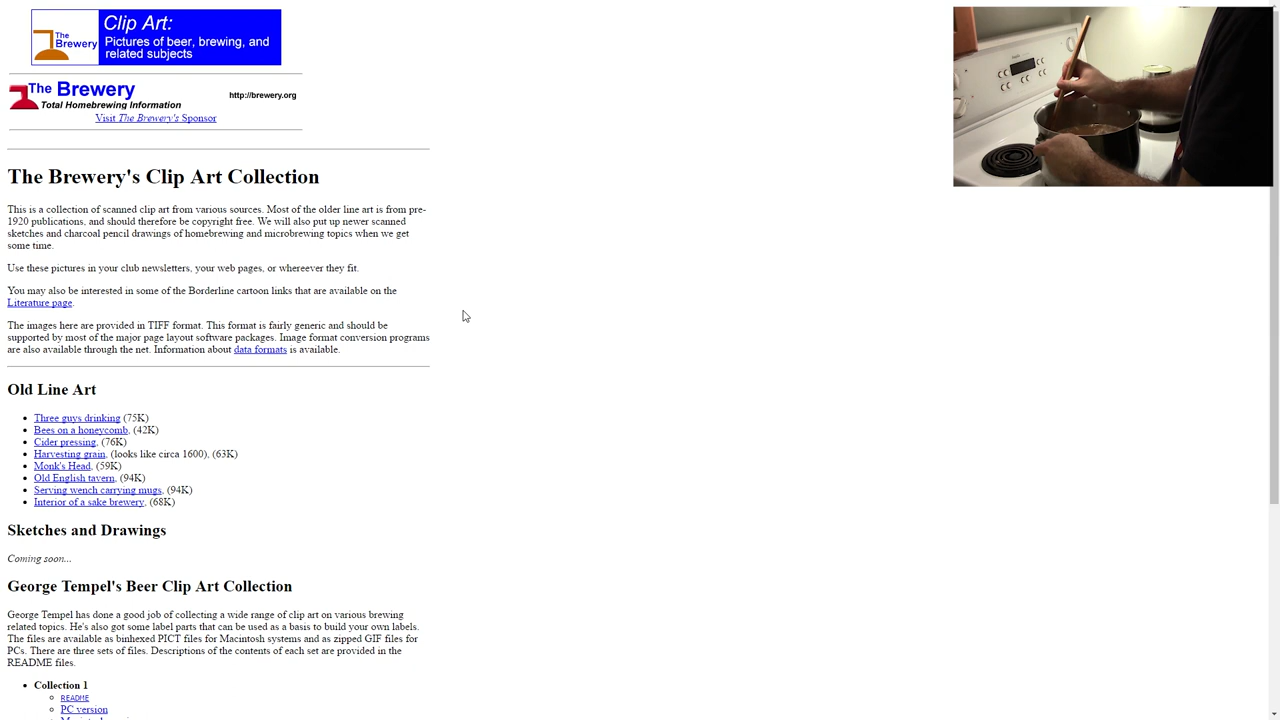 Clip Art:
Pictures of beer, brewing, and
related subjects
The
Brewery
The Brewery
Total Homebrewing Information
http://brewery.org
Visit The Brewery's Sponsor
The Brewery's Clip Art Collection
This is a collection of scanned clip art from various sources. Most of the older line art is from pre-
1920 publications, and should therefore be copyright free. We will also put up newer scanned
sketches and charcoal pencil drawings of homebrewing and microbrewing topics when we get
some time.
Use these pictures in your club newsletters, your web pages, or whereever they fit.
You may also be interested in some of the Borderline cartoon links that are available on the
Literature page.
The images here are provided in TIFF format. This format is fairly generic and should be
supported by most of the major page layout software packages. Image format conversion programs
are also available through the net. Information about data formats is available.
Old Line Art
Three guys drinking (75K)
Bees on a honeycomb, (42K)
Cider pressing, (76K)
Harvesting grain, (looks like circa 1600), (63K)
Monk's Head, (59K)
Old English tavern, (94K)
Serving wench carrying mugs, (94K)
Interior of a sake brewery, (68K)
Sketches and Drawings
Coming soon...
George Tempel's Beer Clip Art Collection
George Tempel has done a good job of collecting a wide range of clip art on various brewing
related topics. He's also got some label parts that can be used as a basis to build your own labels.
The files are available as binhexed PICT files for Macintosh systems and as zipped GIF files for
PCs. There are three sets of files. Descriptions of the contents of each set are provided in the
README files.
Collection 1
README
PC version